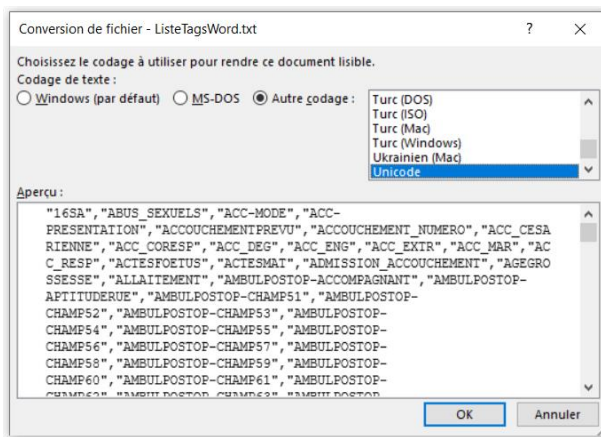 Conversion de fichier - ListeTagsWord.txt
Choisissez le codage à utiliser pour rendre ce document lisible.
Codage de texte :
Windows (par défaut) MS-DOS Autre codage :
Turc (DOS)
Turc (ISO)
Turc (Mac)
Turc (Windows)
Ukrainien (Mac)
Unicode
Aperçu :
"16SA","ABUS_SEXUELS","ACC-MODE","ACC-
PRESENTATION","ACCOUCHEMENTPREVU","ACCOUCHEMENT_NUMERO","ACC_CESA
RIENNE","ACC_CORESP","ACC_DEG","ACC_ENG","ACC_EXTR","ACC_MAR","AC
C_RESP","ACTESFOETUS","ACTESMAT","ADMISSION_ACCOUCHEMENT","AGEGRO
SSESSE","ALLAITEMENT","AMBULPOSTOP-ACCOMPAGNANT","AMBULPOSTOP-
APTITUDERUE","AMBULPOSTOP-CHAMP51","AMBULPOSTOP-
CHAMP52","AMBULPOSTOP-CHAMP53","AMBULPOSTOP-
CHAMP54","AMBULPOSTOP-CHAMP55","AMBULPOSTOP-
CHAMP56","AMBULPOSTOP-CHAMP57","AMBULPOSTOP-
CHAMP58","AMBULPOSTOP-CHAMP59","AMBULPOSTOP-
CHAMP60","AMBULPOSTOP-CHAMP61","AMBULPOSTOP-
CHAMP62","AMBULPOSTOP-CHAMP63","AMBULPOSTOP-
OK Annuler